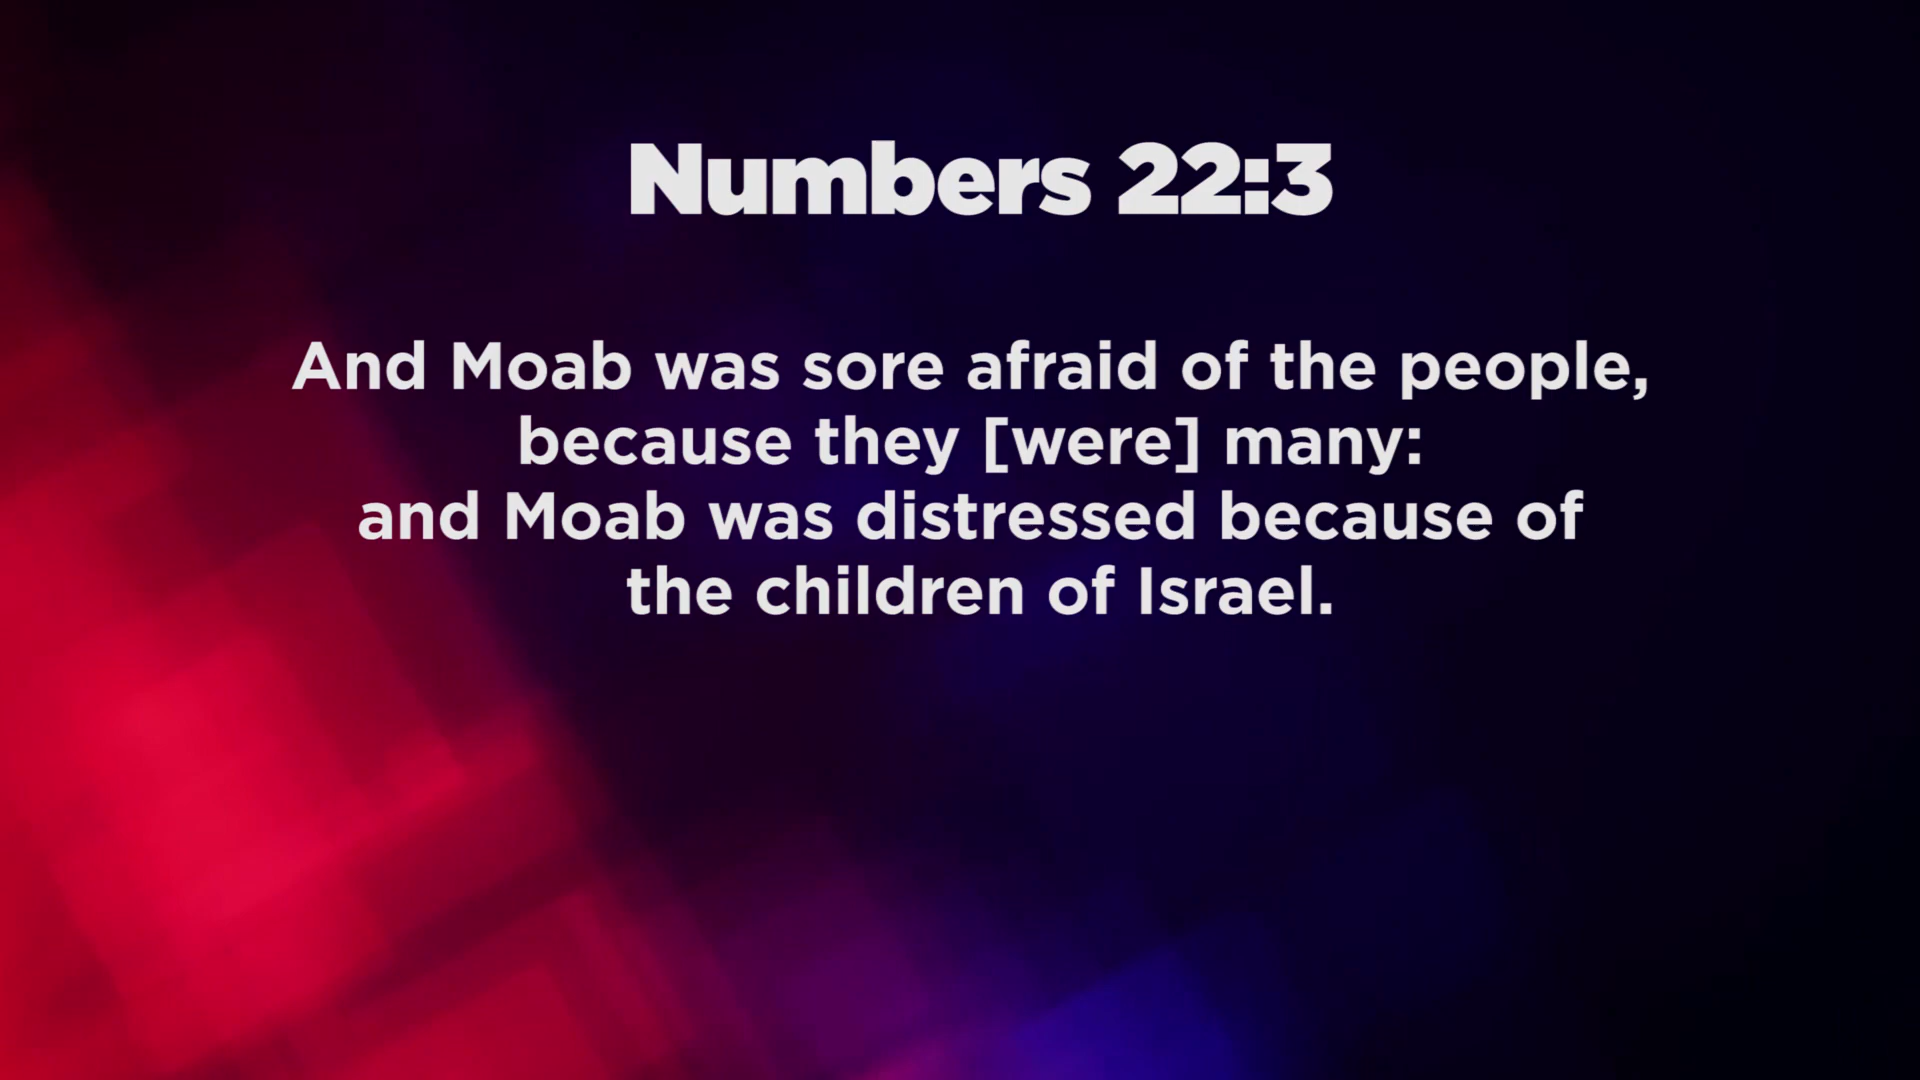 Numbers 22:3
And Moab was sore afraid of the people,
because they [were] many:
and Moab was distressed because of
the children of Israel.